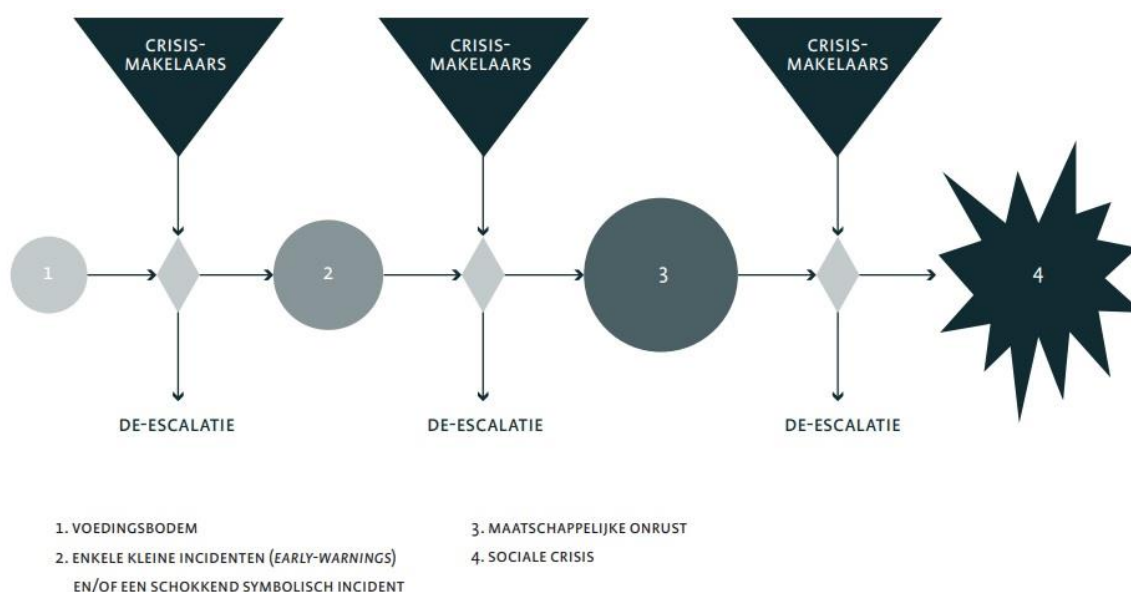 CRISIS-
MAKELAARS
CRISIS-
MAKELAARS
CRISIS-
MAKELAARS
1
2
3
4
DE-ESCALATIE
DE-ESCALATIE
DE-ESCALATIE
1. VOEDINGSBODEM
2. ENKELE KLEINE INCIDENTEN (EARLY-WARNINGS)
EN/OF EEN SCHOKKEND SYMBOLISCH INCIDENT
3. MAATSCHAPPELIJKE ONRUST
4. SOCIALE CRISIS